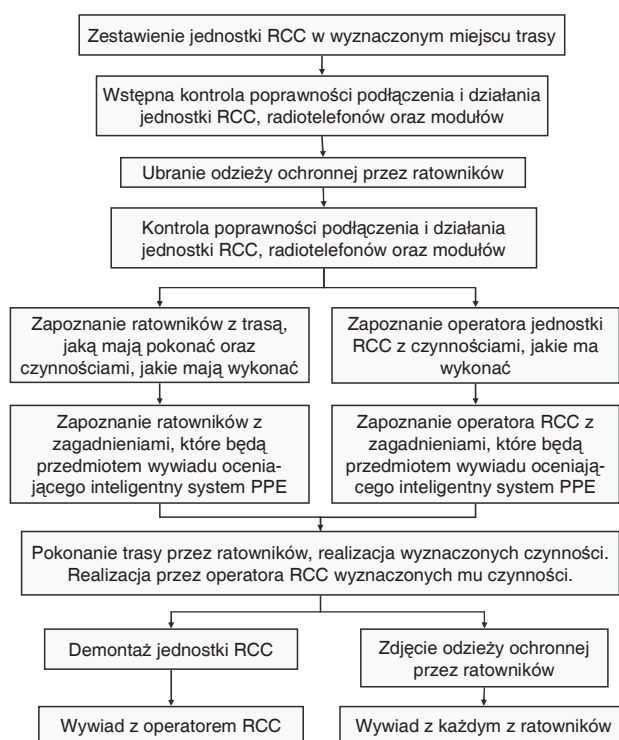 Zestawienie jednostki RCC w wyznaczonym miejscu trasy
Wstępna kontrola poprawności podłączenia i działania
jednostki RCC, radiotelefonów oraz modułów
Ubranie odzieży ochronnej przez ratowników
Kontrola poprawności podłączenia i działania
jednostki RCC, radiotelefonów oraz modułów
Zapoznanie ratowników z trasą,
jaką mają pokonać oraz
czynnościami, jakie mają wykonać
Zapoznanie operatora jednostki
RCC z czynnościami, jakie ma
wykonać
Zapoznanie ratowników z
zagadnieniami, które będą
przedmiotem wywiadu oceni-
ającego inteligentny system PPE
Zapoznanie operatora RCC z
zagadnieniami, które będą
przedmiotem wywiadu oceniają-
cego inteligentny system PPE
Pokonanie trasy przez ratowników, realizacja wyznaczonych czynności.
Realizacja przez operatora RCC wyznaczonych mu czynności.
Demontaż jednostki RCC
Zdjęcie odzieży ochronnej
przez ratowników
Wywiad z operatorem RCC
Wywiad z każdym z ratowników